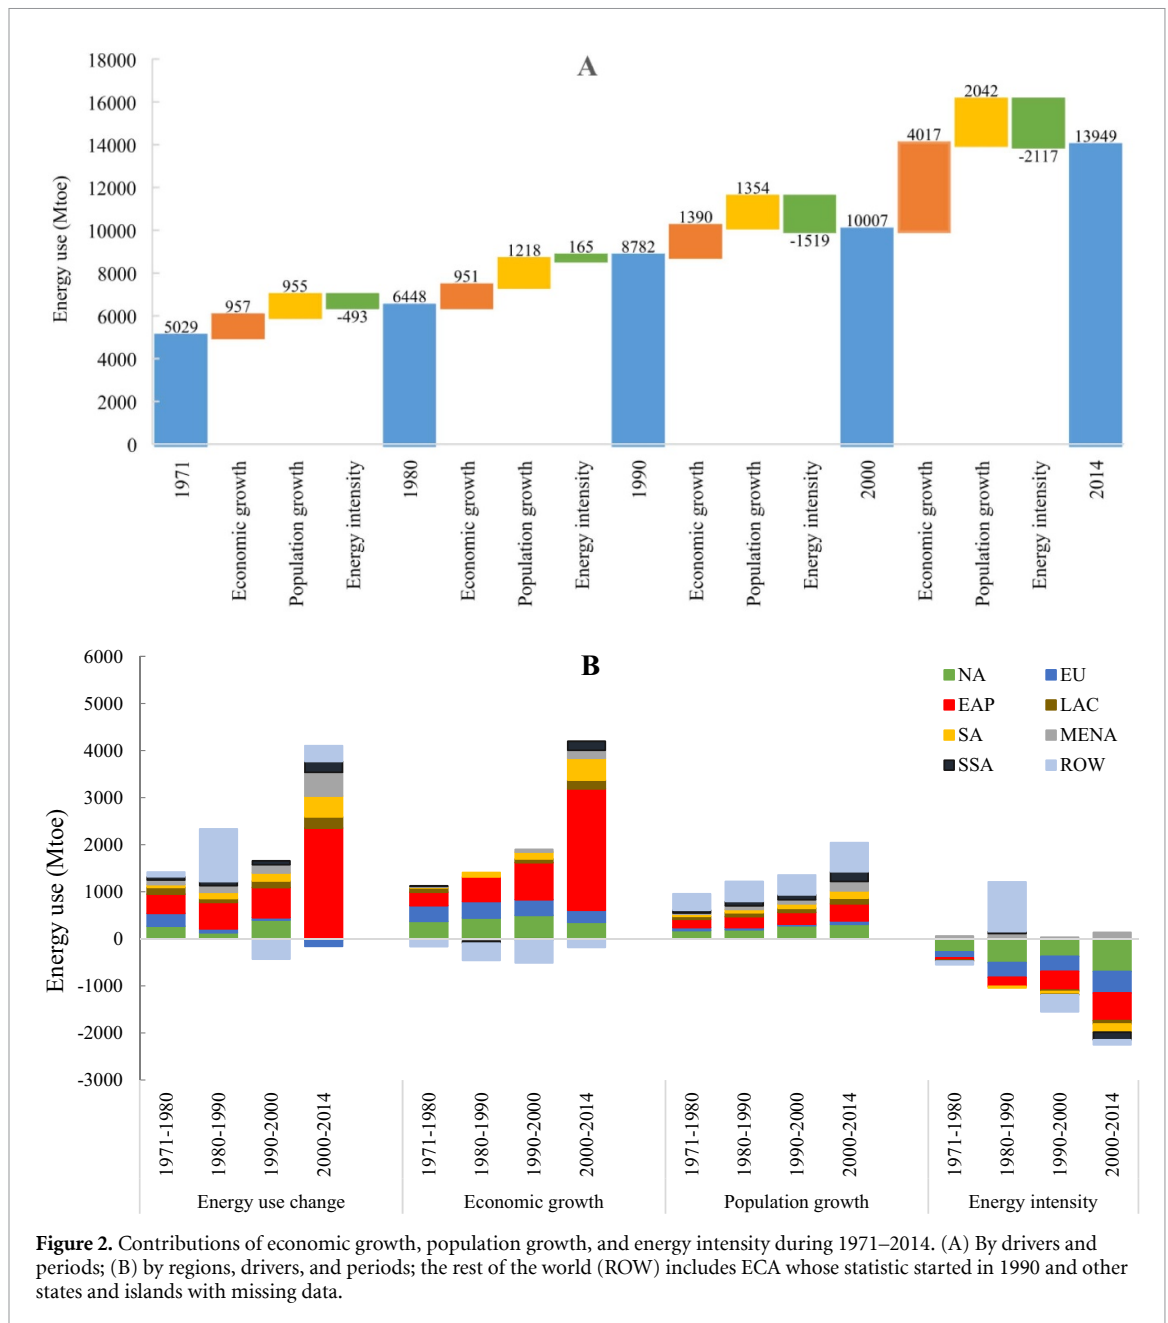 A
18000
16000
14000
12000
10000
8000
6000
4000
2000
0
Energy use (Mtoe)
5029
957
955
-493
6448
951
1218
165
8782
1390
1354
-1519
10007
4017
2042
-2117
13949
1971
Economic growth
Population growth
Energy intensity
1980
Economic growth
Population growth
Energy intensity
1990
Economic growth
Population growth
Energy intensity
2000
Economic growth
Population growth
Energy intensity
2014
B
6000
5000
4000
3000
2000
1000
0
-1000
-2000
-3000
Energy use (Mtoe)
NA EU
EAP LAC
SA MENA
SSA ROW
1971-1980
1980-1990
1990-2000
2000-2014
1971-1980
1980-1990
1990-2000
2000-2014
1971-1980
1980-1990
1990-2000
2000-2014
1971-1980
1980-1990
1990-2000
2000-2014
Energy use change Economic growth Population growth Energy intensity
Figure 2. Contributions of economic growth, population growth, and energy intensity during 1971–2014. (A) By drivers and
periods; (B) by regions, drivers, and periods; the rest of the world (ROW) includes ECA whose statistic started in 1990 and other
states and islands with missing data.